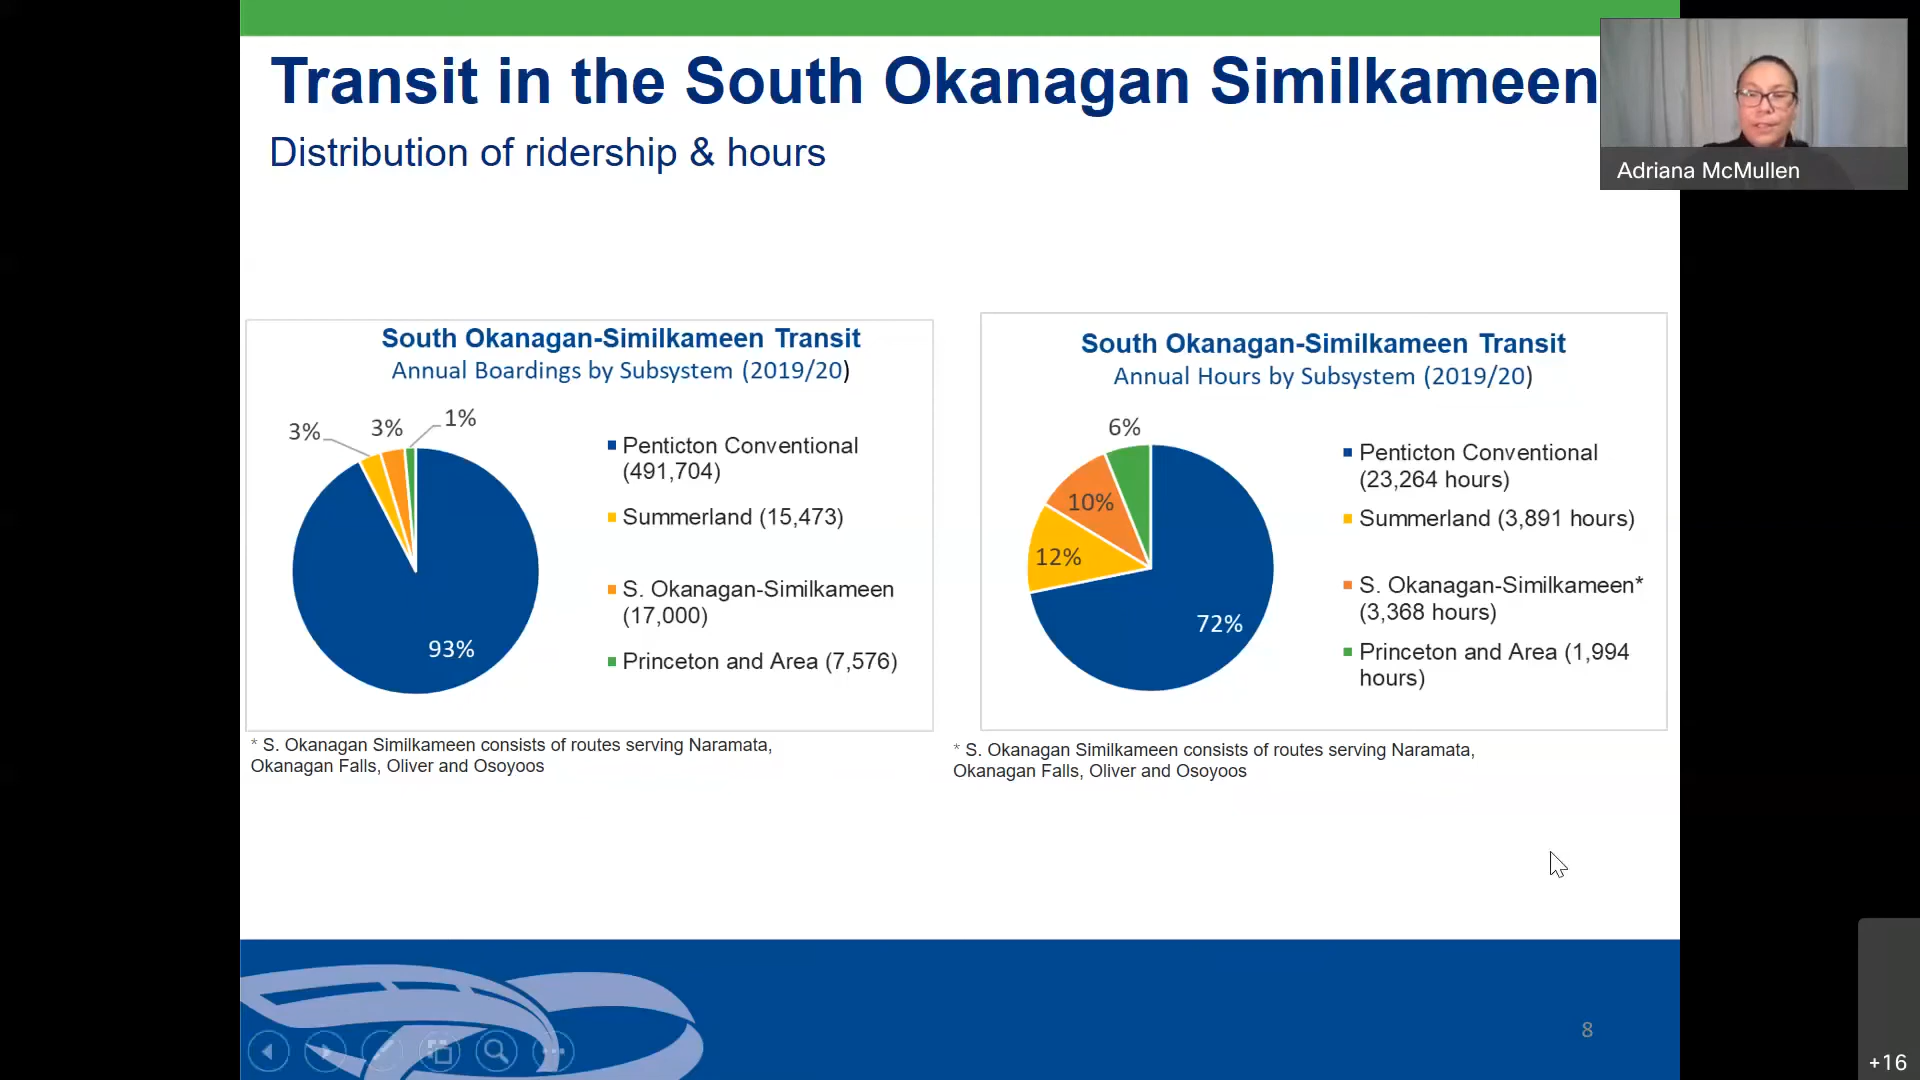 Transit in the South Okanagan Similkameen
Distribution of ridership & hours
Adriana McMullen
South Okanagan-Similkameen Transit
Annual Boardings by Subsystem (2019/20)
3%
3%
1%
93%
Penticton Conventional
(491,704)
Summerland (15,473)
S. Okanagan-Similkameen
(17,000)
Princeton and Area (7,576)
* S. Okanagan Similkameen consists of routes serving Naramata,
Okanagan Falls, Oliver and Osoyoos
South Okanagan-Similkameen Transit
Annual Hours by Subsystem (2019/20)
6%
10%
12%
72%
Penticton Conventional
(23,264 hours)
Summerland (3,891 hours)
S. Okanagan-Similkameen*
(3,368 hours)
Princeton and Area (1,994
hours)
* S. Okanagan Similkameen consists of routes serving Naramata,
Okanagan Falls, Oliver and Osoyoos
8
+16